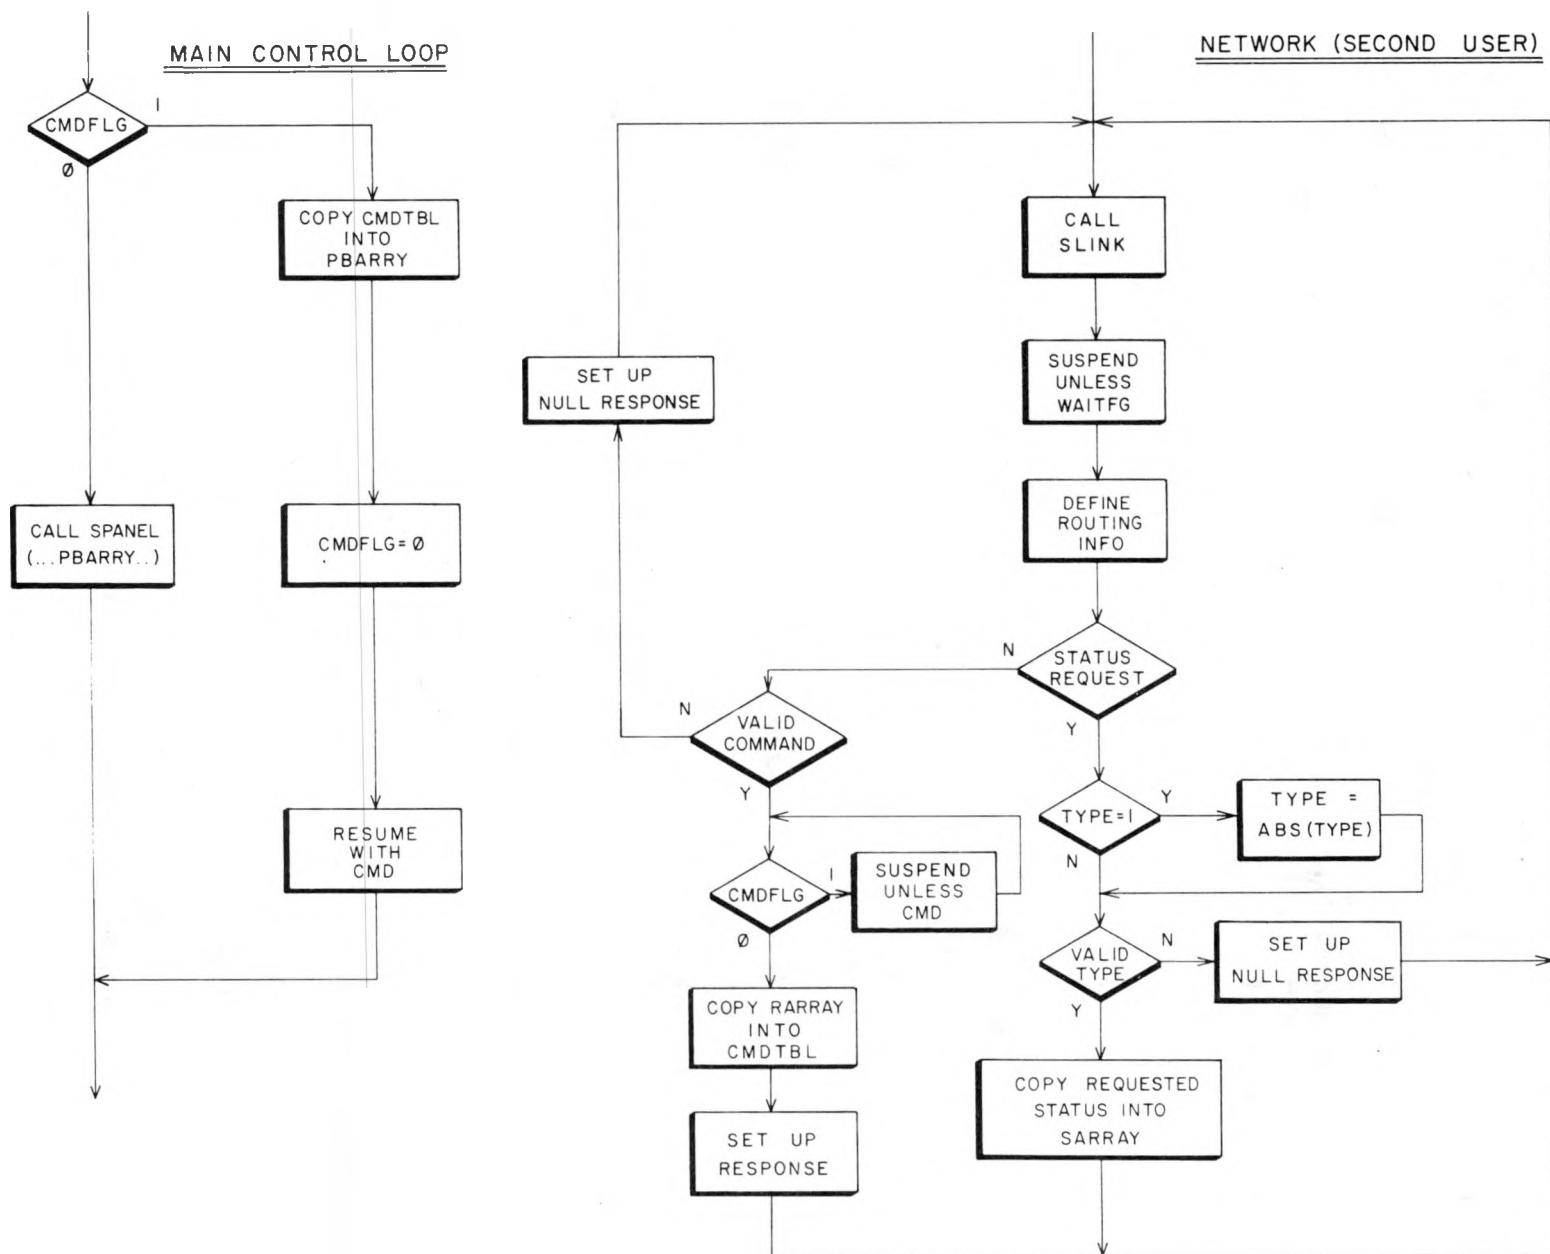 MAIN CONTROL LOOP
CMDFLG
1
Ø
COPY CMDTBL
INTO
PBARRY
CALL SPANEL
(...PBARRY..)
CMDFLG=Ø
RESUME
WITH
CMD
NETWORK (SECOND USER)
CALL
SLINK
SUSPEND
UNLESS
WAITFG
SET UP
NULL RESPONSE
DEFINE
ROUTING
INFO
STATUS
REQUEST
N
Y
VALID
COMMAND
N
Y
TYPE=1
Y
N
TYPE =
ABS(TYPE)
CMDFLG
1
Ø
SUSPEND
UNLESS
CMD
VALID
TYPE
N
Y
SET UP
NULL RESPONSE
COPY RARRAY
INTO
CMDTBL
COPY REQUESTED
STATUS INTO
SARRAY
SET UP
RESPONSE